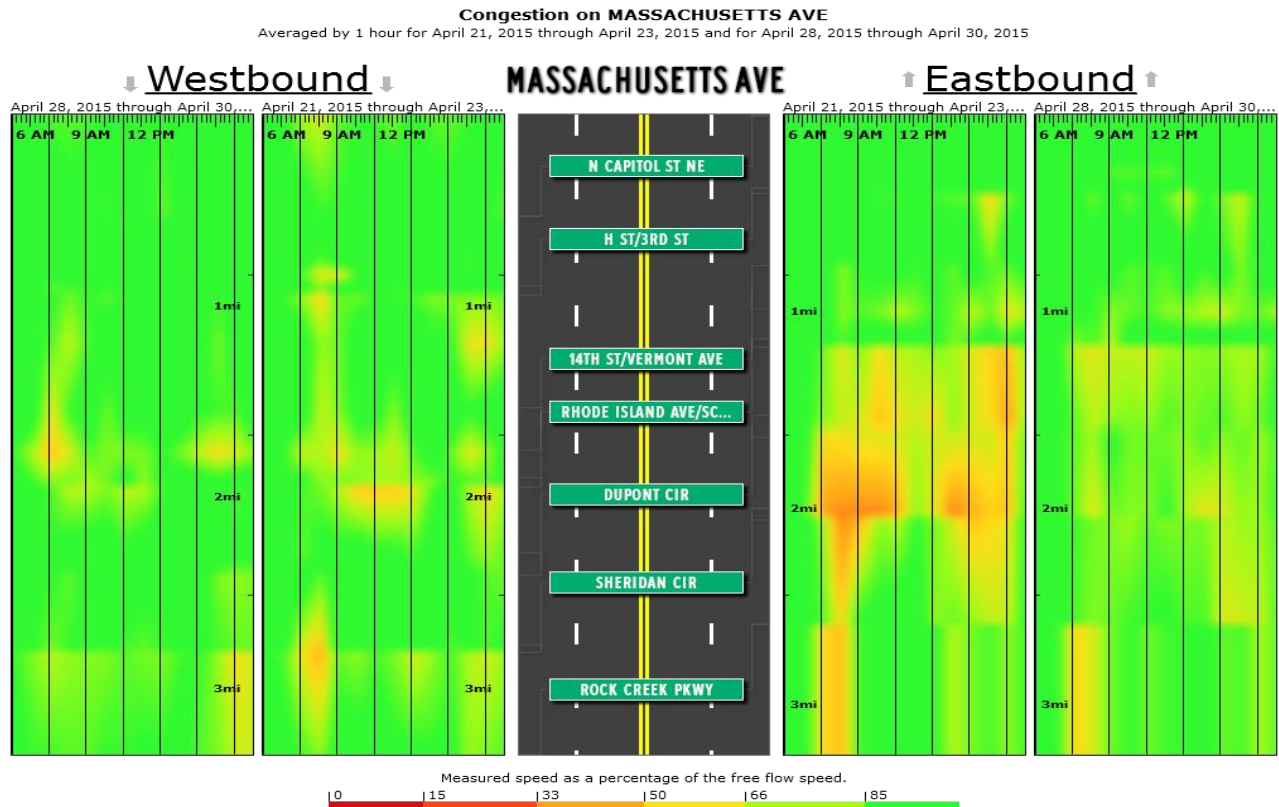 Congestion on MASSACHUSETTS AVE
Averaged by 1 hour for April 21, 2015 through April 23, 2015 and for April 28, 2015 through April 30, 2015
Westbound
MASSACHUSETTS AVE
Eastbound
April 28, 2015 through April 30,...
April 21, 2015 through April 23,...
April 21, 2015 through April 23,...
April 28, 2015 through April 30,...
6 AM 9 AM 12 PM
6 AM 9 AM 12 PM
6 AM 9 AM 12 PM
6 AM 9 AM 12 PM
N CAPITOL ST NE
H ST/3RD ST
1mi
1mi
1mi
1mi
14TH ST/VERMONT AVE
RHODE ISLAND AVE/SC...
2mi
2mi
DUPONT CIR
2mi
2mi
SHERIDAN CIR
3mi
3mi
ROCK CREEK PKWY
3mi
3mi
Measured speed as a percentage of the free flow speed.
0 15 33 50 66 85